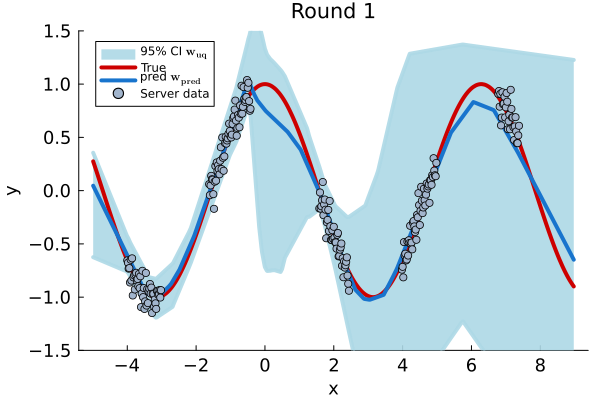 Round 1
95% CI w_uq
True
pred w_pred
Server data
y
1.5
1.0
0.5
0.0
−0.5
−1.0
−1.5
−4 −2 0 2 4 6 8
x